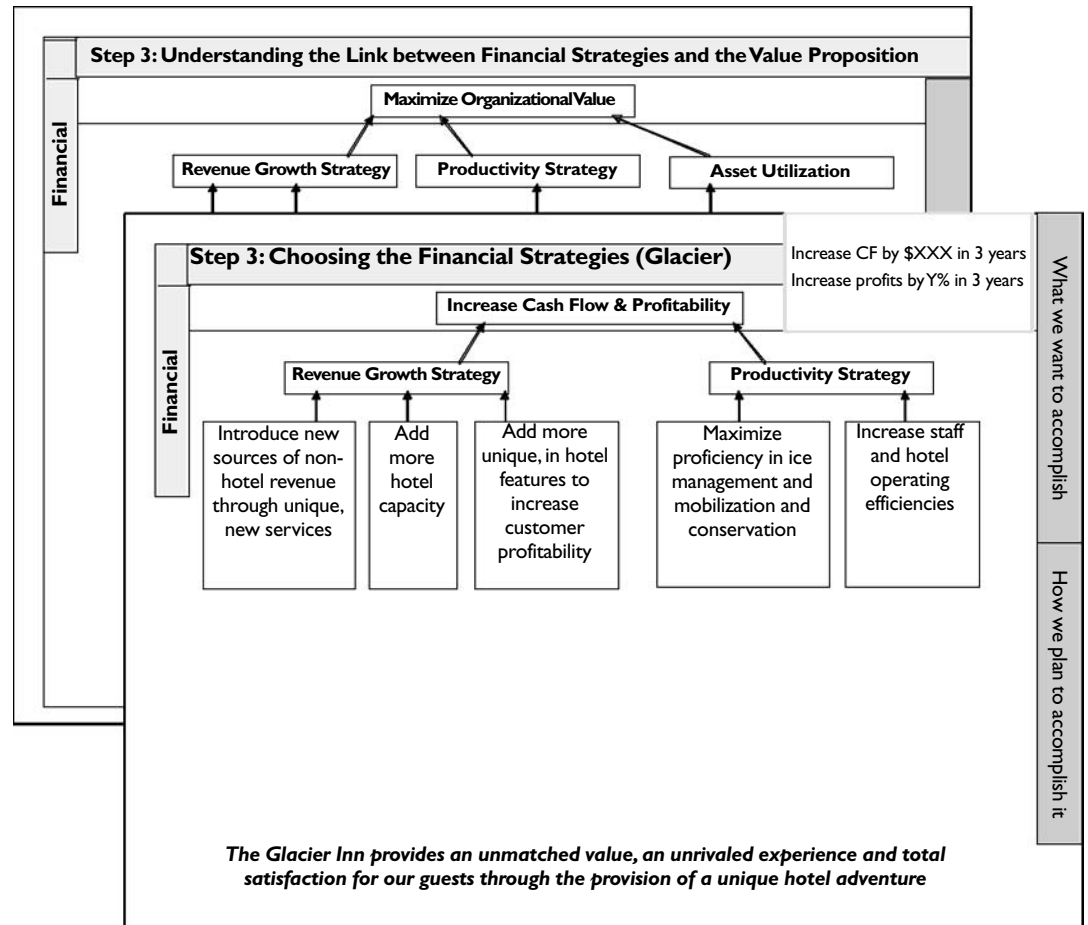 Step 3: Understanding the Link between Financial Strategies and the Value Proposition
Maximize Organizational Value
Financial
Revenue Growth Strategy
Productivity Strategy
Asset Utilization
Step 3: Choosing the Financial Strategies (Glacier)
Increase CF by $XXX in 3 years
Increase profits by Y% in 3 years
What we want to accomplish
Increase Cash Flow & Profitability
Financial
Revenue Growth Strategy
Productivity Strategy
Introduce new
sources of non-
hotel revenue
through unique,
new services
Add
more
hotel
capacity
Add more
unique, in hotel
features to
increase
customer
profitability
Maximize
proficiency in ice
management and
mobilization and
conservation
Increase staff
and hotel
operating
efficiencies
How we plan to accomplish it
The Glacier Inn provides an unmatched value, an unrivaled experience and total
satisfaction for our guests through the provision of a unique hotel adventure